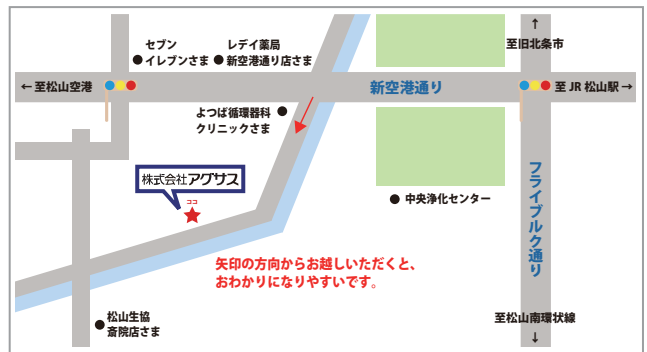 ↑
至旧北条市
セブン
イレブンさま
レデイ薬局
新空港通り店さま
← 至松山空港
新空港通り
至 JR 松山駅 →
よつば循環器科
クリニックさま
株式会社アグサス
ココ
中央浄化センター
フライブルク通り
矢印の方向からお越しいただくと、
おわかりになりやすいです。
松山生協
斎院店さま
至松山南環状線
↓